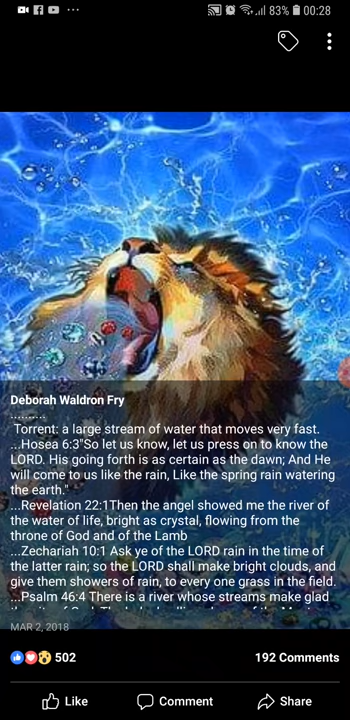 83% 00:28
Deborah Waldron Fry
..........
Torrent: a large stream of water that moves very fast.
...Hosea 6:3"So let us know, let us press on to know the
LORD. His going forth is as certain as the dawn; And He
will come to us like the rain, Like the spring rain watering
the earth."
...Revelation 22:1Then the angel showed me the river of
the water of life, bright as crystal, flowing from the
throne of God and of the Lamb
...Zechariah 10:1 Ask ye of the LORD rain in the time of
the latter rain; so the LORD shall make bright clouds, and
give them showers of rain, to every one grass in the field.
...Psalm 46:4 There is a river whose streams make glad
MAR 2, 2018
502
192 Comments
Like
Comment
Share